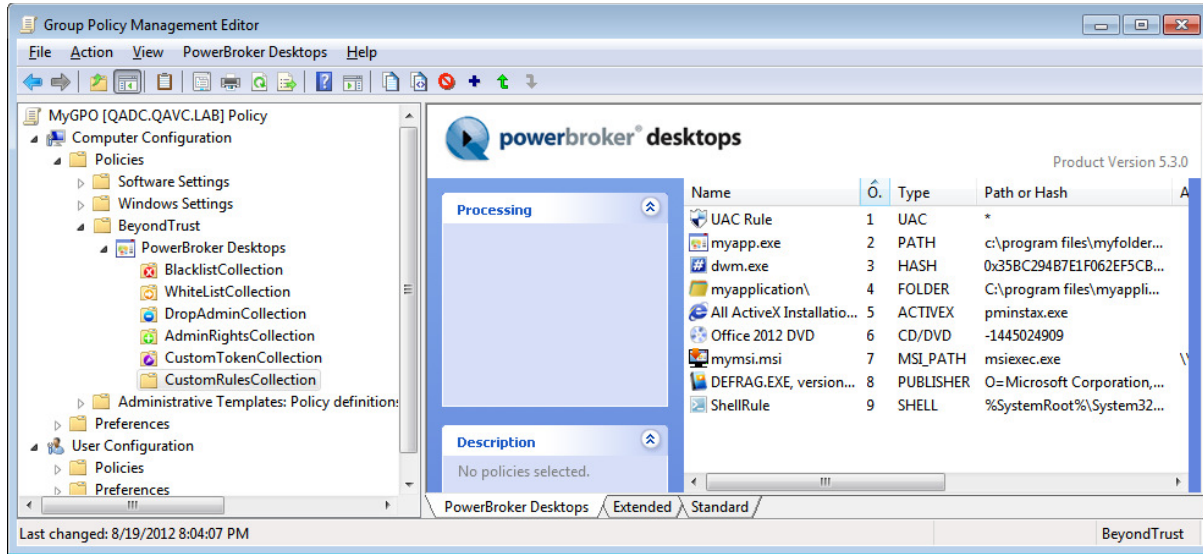 Group Policy Management Editor
File Action View PowerBroker Desktops Help
MyGPO [QADC.QAVC.LAB] Policy
Computer Configuration
Policies
Software Settings
Windows Settings
BeyondTrust
PowerBroker Desktops
BlacklistCollection
WhiteListCollection
DropAdminCollection
AdminRightsCollection
CustomTokenCollection
CustomRulesCollection
Administrative Templates: Policy definition:
Preferences
User Configuration
Policies
Preferences
powerbroker® desktops
Product Version 5.3.0
Processing
Description
No policies selected.
Name O. Type Path or Hash A
UAC Rule 1 UAC *
myapp.exe 2 PATH c:\program files\myfolder...
dwm.exe 3 HASH 0x35BC294B7E1F062EF5CB...
myapplication\ 4 FOLDER C:\program files\myappli...
All ActiveX Installatio... 5 ACTIVEX pminstax.exe
Office 2012 DVD 6 CD/DVD -1445024909
mymsi.msi 7 MSI_PATH msiexec.exe \\
DEFRAG.EXE, version... 8 PUBLISHER O=Microsoft Corporation,...
ShellRule 9 SHELL %SystemRoot%\System32...
PowerBroker Desktops Extended Standard
Last changed: 8/19/2012 8:04:07 PM
BeyondTrust